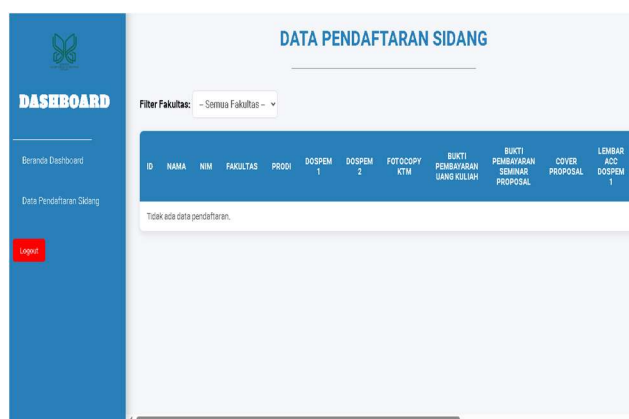 DATA PENDAFTARAN SIDANG
DASHBOARD
Beranda Dashboard
Data Pendaftaran Sidang
Logout
Filter Fakultas: – Semua Fakultas –
ID NAMA NIM FAKULTAS PRODI DOSPEM 1 DOSPEM 2 FOTOCOPY KTM BUKTI PEMBAYARAN UANG KULIAH BUKTI PEMBAYARAN SEMINAR PROPOSAL COVER PROPOSAL LEMBAR ACC DOSPEM 1
Tidak ada data pendaftaran.